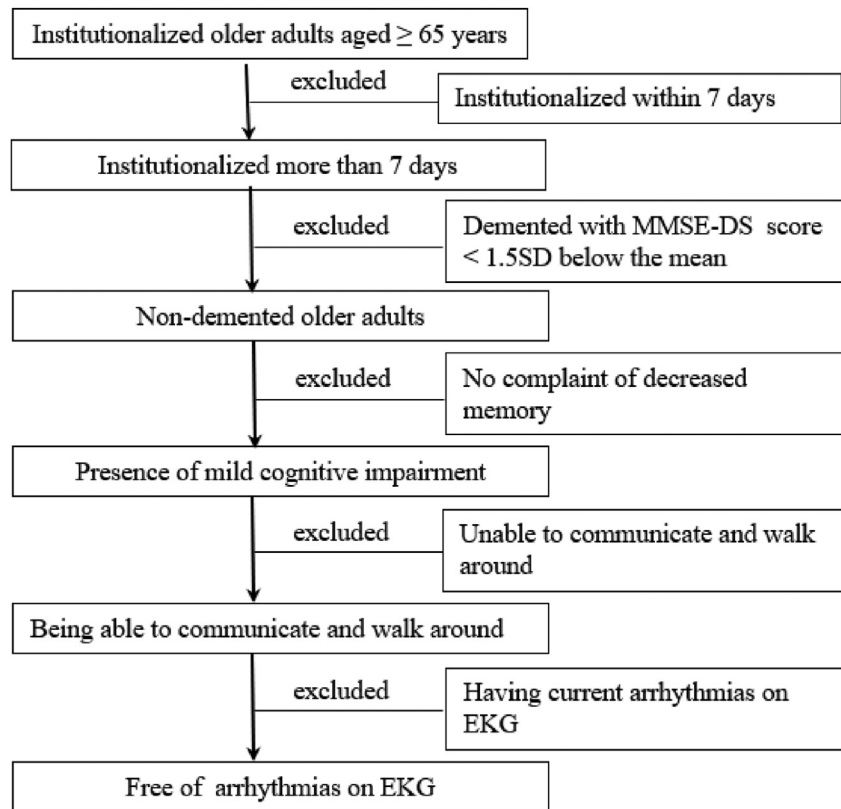 Institutionalized older adults aged ≥ 65 years
excluded
Institutionalized within 7 days
Institutionalized more than 7 days
excluded
Demented with MMSE-DS score
< 1.5SD below the mean
Non-demented older adults
excluded
No complaint of decreased
memory
Presence of mild cognitive impairment
excluded
Unable to communicate and walk
around
Being able to communicate and walk around
excluded
Having current arrhythmias on
EKG
Free of arrhythmias on EKG